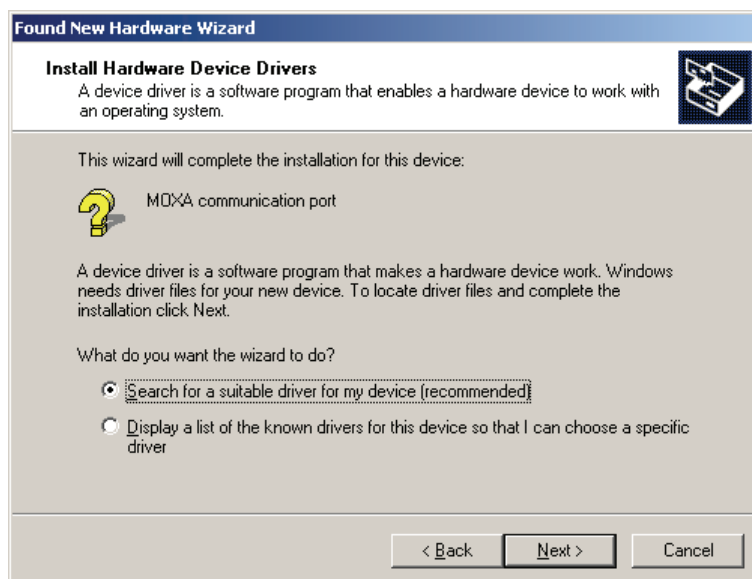 Found New Hardware Wizard
Install Hardware Device Drivers
A device driver is a software program that enables a hardware device to work with
an operating system.
This wizard will complete the installation for this device:
MOXA communication port
A device driver is a software program that makes a hardware device work. Windows
needs driver files for your new device. To locate driver files and complete the
installation click Next.
What do you want the wizard to do?
Search for a suitable driver for my device (recommended)
Display a list of the known drivers for this device so that I can choose a specific
driver
< Back Next > Cancel